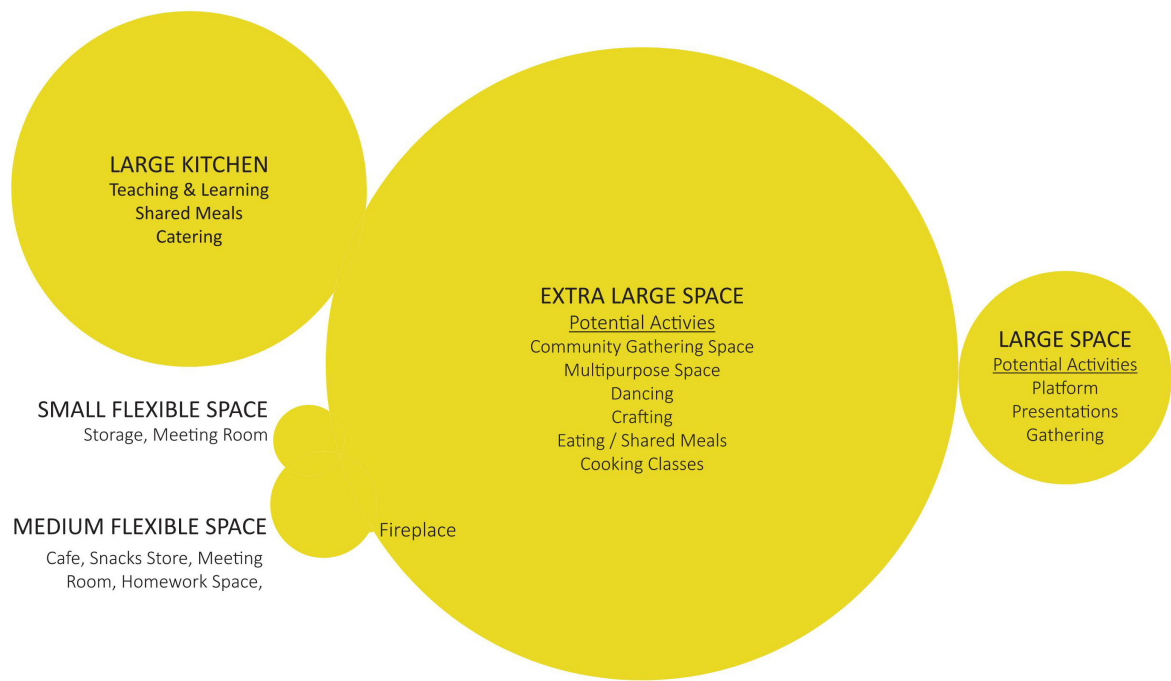 LARGE KITCHEN
Teaching & Learning
Shared Meals
Catering
SMALL FLEXIBLE SPACE
Storage, Meeting Room
MEDIUM FLEXIBLE SPACE
Cafe, Snacks Store, Meeting
Room, Homework Space,
Fireplace
EXTRA LARGE SPACE
Potential Activies
Community Gathering Space
Multipurpose Space
Dancing
Crafting
Eating / Shared Meals
Cooking Classes
LARGE SPACE
Potential Activities
Platform
Presentations
Gathering